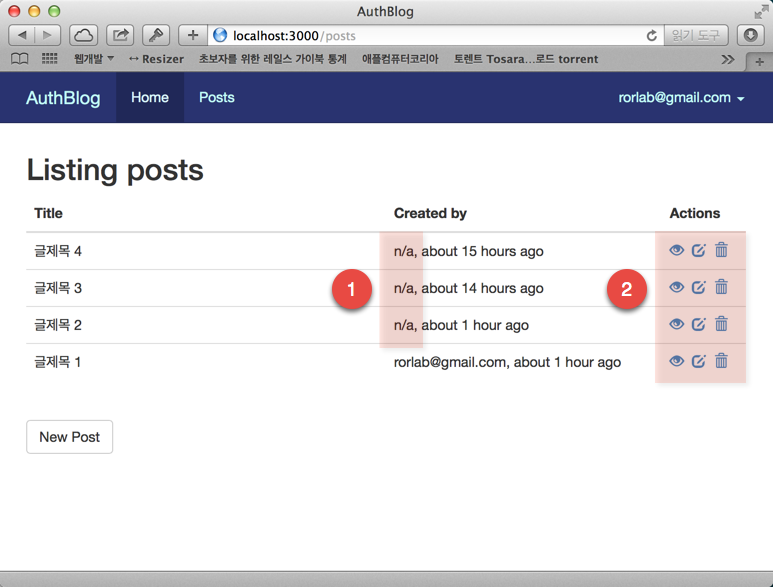 AuthBlog
localhost:3000/posts
읽기 도구
웹개발
Resizer
초보자를 위한 레일스 가이북 통계
애플컴퓨터코리아
토렌트 Tosara...로드 torrent
AuthBlog Home Posts rorlab@gmail.com
Listing posts
Title Created by Actions
글제목 4 n/a, about 15 hours ago
글제목 3 n/a, about 14 hours ago
1 2
글제목 2 n/a, about 1 hour ago
글제목 1 rorlab@gmail.com, about 1 hour ago
New Post